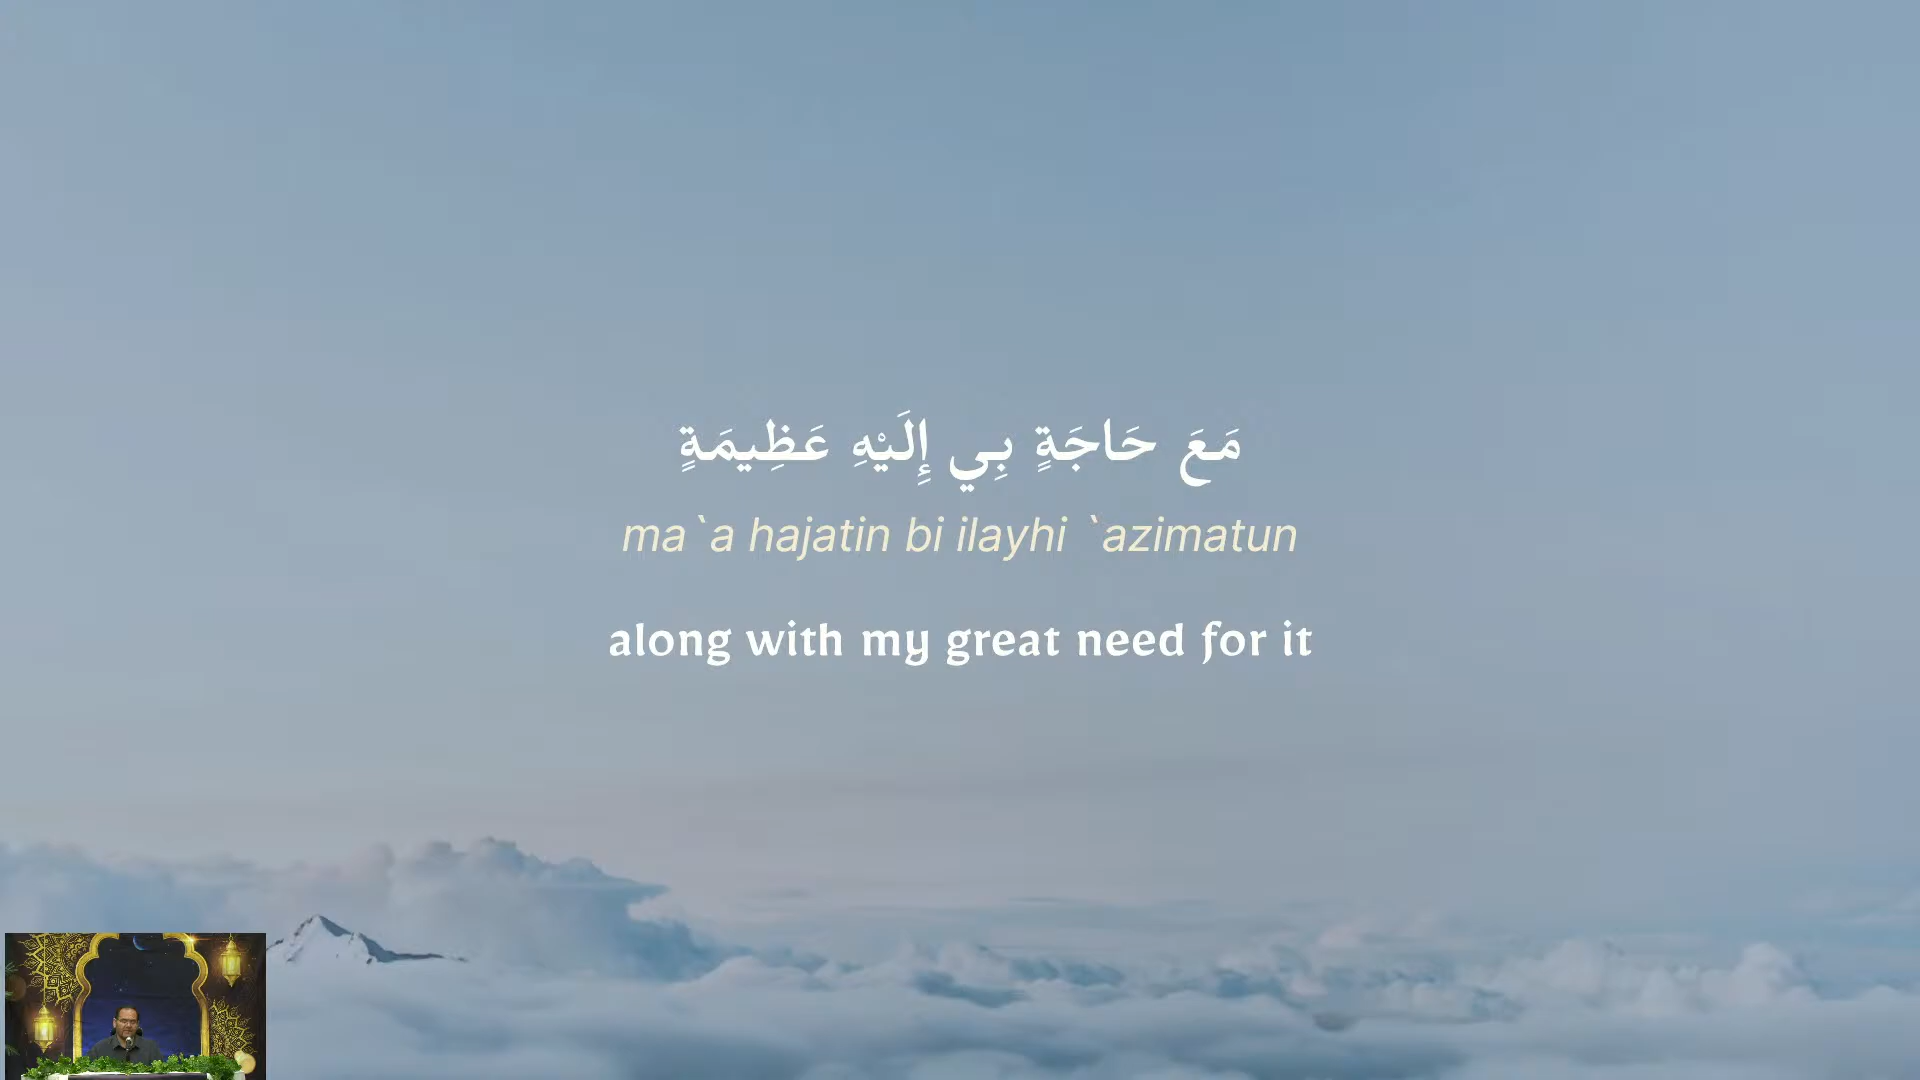 مَعَ حَاجَةٍ بِي إِلَيْهِ عَظِيمَةٍ
ma`a hajatin bi ilayhi `azimatun
along with my great need for it